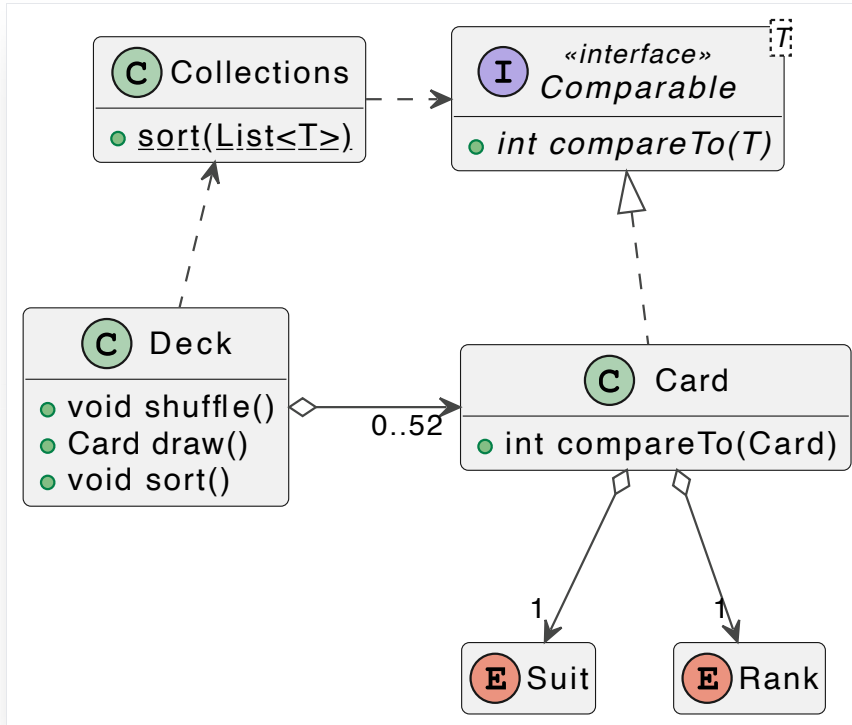 C Collections
sort(List<T>)
T
I «interface»
Comparable
int compareTo(T)
C Deck
void shuffle()
Card draw()
void sort()
0..52
C Card
int compareTo(Card)
1
1
E Suit
E Rank